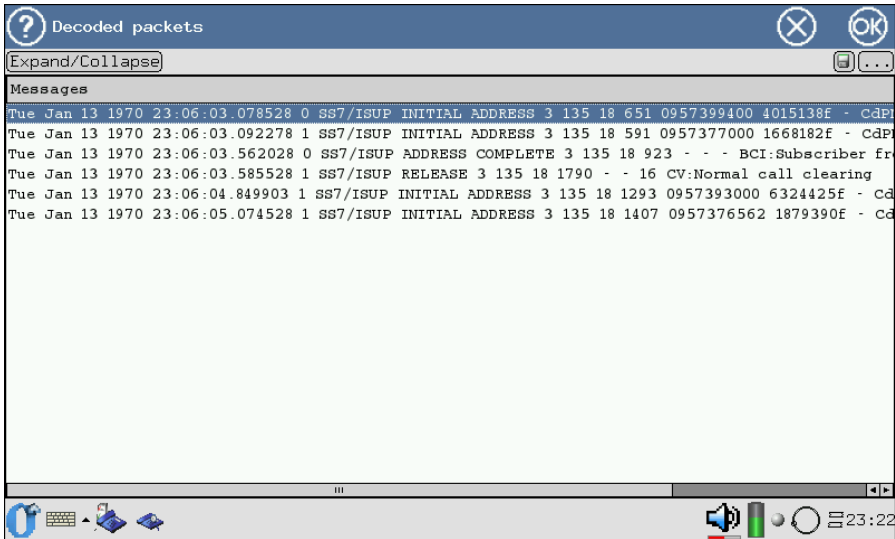 ? Decoded packets OK
Expand/Collapse ...
Messages
Tue Jan 13 1970 23:06:03.078528 0 SS7/ISUP INITIAL ADDRESS 3 135 18 651 0957399400 4015138f - CdP
Tue Jan 13 1970 23:06:03.092278 1 SS7/ISUP INITIAL ADDRESS 3 135 18 591 0957377000 1668182f - CdP
Tue Jan 13 1970 23:06:03.562028 0 SS7/ISUP ADDRESS COMPLETE 3 135 18 923 - - - BCI:Subscriber fr
Tue Jan 13 1970 23:06:03.585528 1 SS7/ISUP RELEASE 3 135 18 1790 - - 16 CV:Normal call clearing
Tue Jan 13 1970 23:06:04.849903 1 SS7/ISUP INITIAL ADDRESS 3 135 18 1293 0957393000 6324425f - Cd
Tue Jan 13 1970 23:06:05.074528 1 SS7/ISUP INITIAL ADDRESS 3 135 18 1407 0957376562 1879390f - Cd
23:22